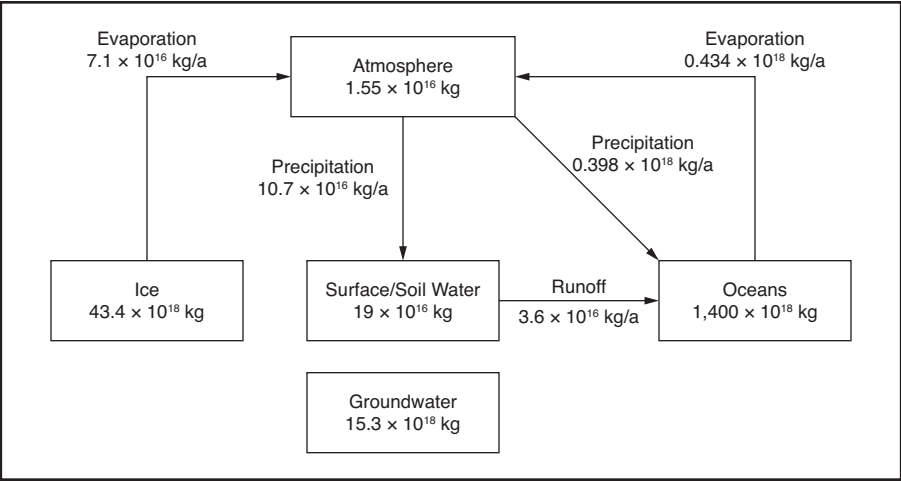 Evaporation
7.1 × 10¹⁶ kg/a
Atmosphere
1.55 × 10¹⁶ kg
Evaporation
0.434 × 10¹⁸ kg/a
Precipitation
10.7 × 10¹⁶ kg/a
Precipitation
0.398 × 10¹⁸ kg/a
Ice
43.4 × 10¹⁸ kg
Surface/Soil Water
19 × 10¹⁶ kg
Runoff
3.6 × 10¹⁶ kg/a
Oceans
1,400 × 10¹⁸ kg
Groundwater
15.3 × 10¹⁸ kg